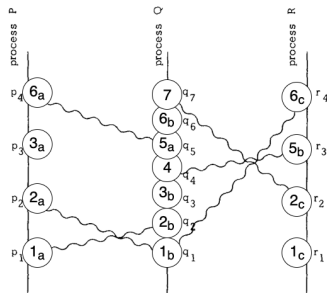 process P
process Q
process R
p4 6a 7 q7 6c r4
6b q6
p3 3a 5a q5 5b r3
4 q4
p2 2a 3b q3 2c r2
2b q2
p1 1a 1b q1 1c r1